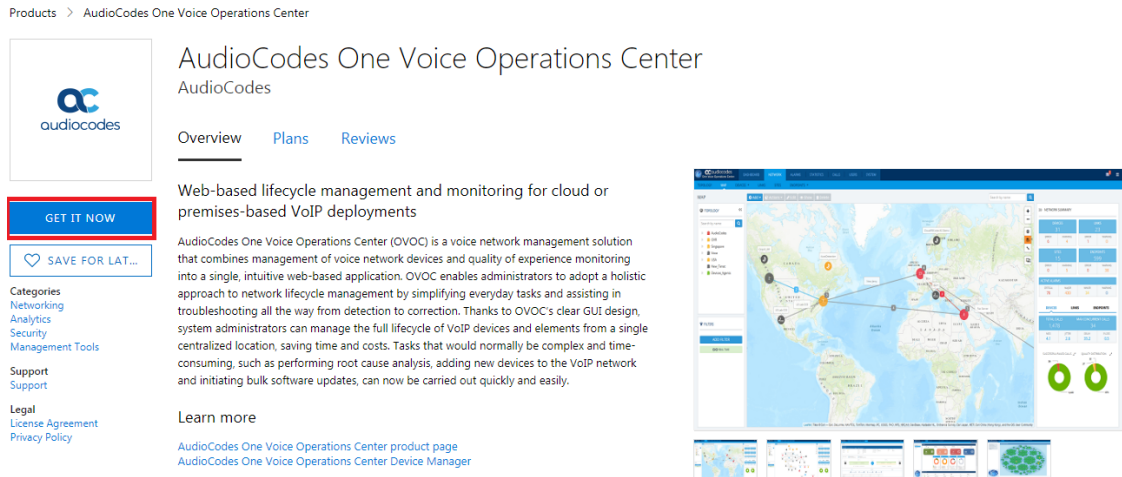 Products > AudioCodes One Voice Operations Center
audiocodes
AudioCodes One Voice Operations Center
AudioCodes
Overview Plans Reviews
GET IT NOW
SAVE FOR LAT...
Categories
Networking
Analytics
Security
Management Tools
Support
Support
Legal
License Agreement
Privacy Policy
Web-based lifecycle management and monitoring for cloud or
premises-based VoIP deployments
AudioCodes One Voice Operations Center (OVOC) is a voice network management solution
that combines management of voice network devices and quality of experience monitoring
into a single, intuitive web-based application. OVOC enables administrators to adopt a holistic
approach to network lifecycle management by simplifying everyday tasks and assisting in
troubleshooting all the way from detection to correction. Thanks to OVOC's clear GUI design,
system administrators can manage the full lifecycle of VoIP devices and elements from a single
centralized location, saving time and costs. Tasks that would normally be complex and time-
consuming, such as performing root cause analysis, adding new devices to the VoIP network
and initiating bulk software updates, can now be carried out quickly and easily.
Learn more
AudioCodes One Voice Operations Center product page
AudioCodes One Voice Operations Center Device Manager
audiocodes
NETWORK
NETWORK SUMMARY
TOPOLOGY
FILTERS